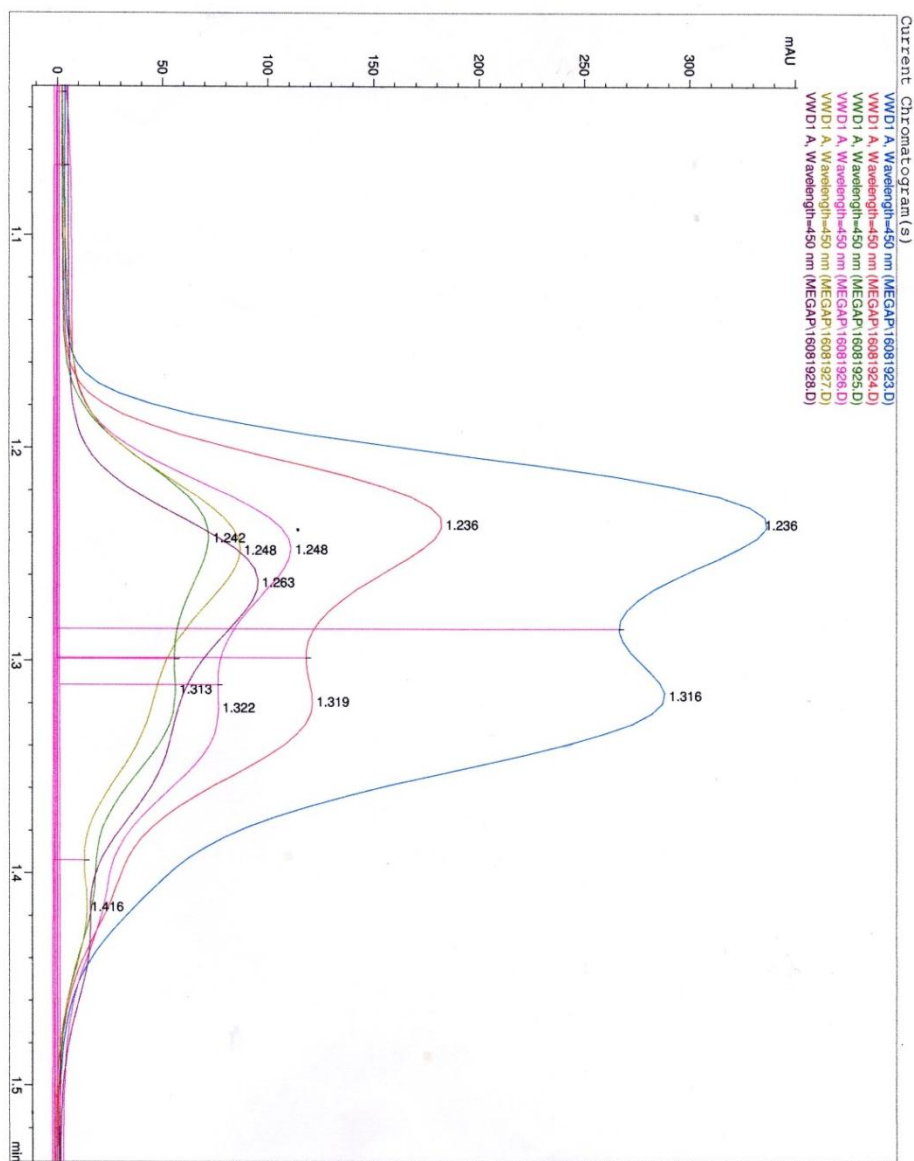 Current Chromatogram(s)
VWD1 A, Wavelength=450 nm (MEGAP\16081923.D)
VWD1 A, Wavelength=450 nm (MEGAP\16081924.D)
VWD1 A, Wavelength=450 nm (MEGAP\16081925.D)
VWD1 A, Wavelength=450 nm (MEGAP\16081926.D)
VWD1 A, Wavelength=450 nm (MEGAP\16081927.D)
VWD1 A, Wavelength=450 nm (MEGAP\16081928.D)
mAU
300
250
200
150
100
50
0
1.236
1.316
1.236
1.319
1.248
1.322
1.248
1.242
1.263
1.313
1.416
1.1
1.2
1.3
1.4
1.5
min